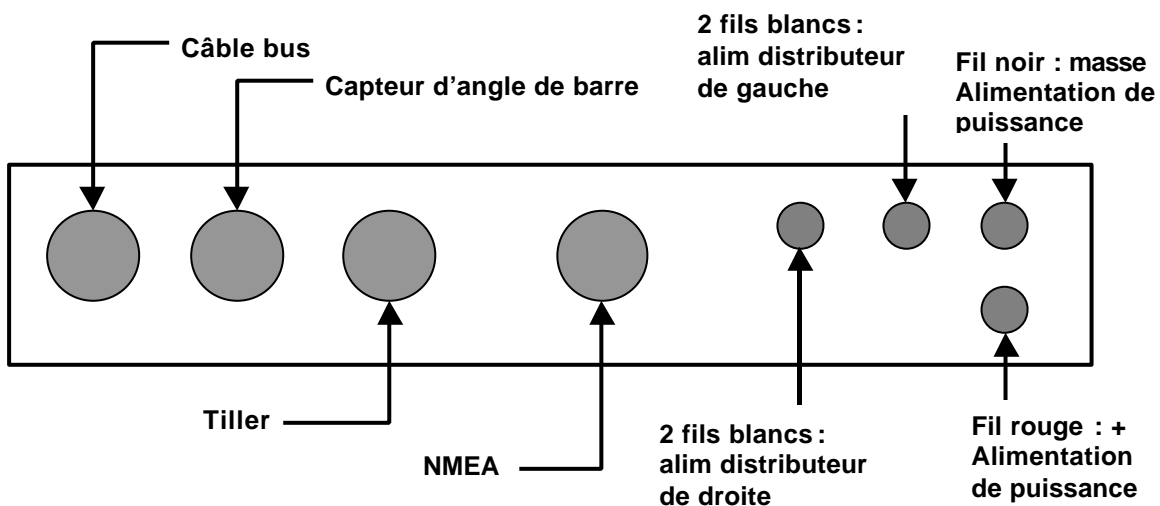 Câble bus
Capteur d'angle de barre
2 fils blancs :
alim distributeur
de gauche
Fil noir : masse
Alimentation de
puissance
Tiller
NMEA
2 fils blancs :
alim distributeur
de droite
Fil rouge : +
Alimentation
de puissance